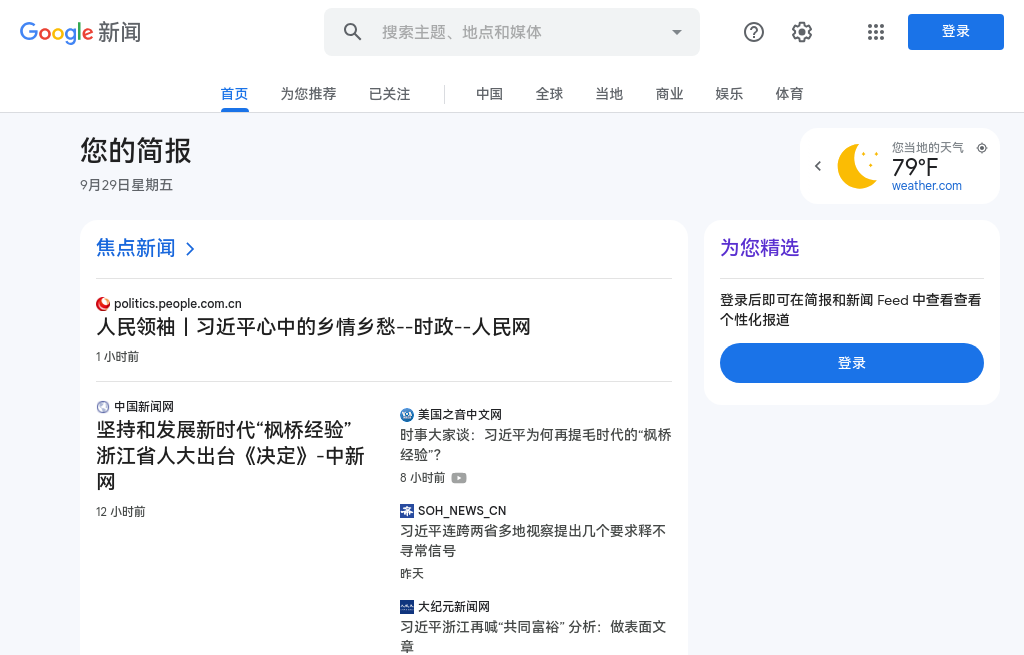 Google 新闻
搜索主题、地点和媒体
登录
首页
为您推荐
已关注
中国
全球
当地
商业
娱乐
体育
您的简报
9月29日星期五
您当地的天气
79°F
weather.com
焦点新闻
politics.people.com.cn
人民领袖丨习近平心中的乡情乡愁--时政--人民网
1 小时前
中国新闻网
坚持和发展新时代“枫桥经验”
浙江省人大出台《决定》-中新
网
12 小时前
美国之音中文网
时事大家谈：习近平为何再提毛时代的“枫桥
经验”？
8 小时前
SOH_NEWS_CN
习近平连跨两省多地视察提出几个要求释不
寻常信号
昨天
大纪元新闻网
习近平浙江再喊“共同富裕” 分析：做表面文
章
为您精选
登录后即可在简报和新闻 Feed 中查看查看
个性化报道
登录